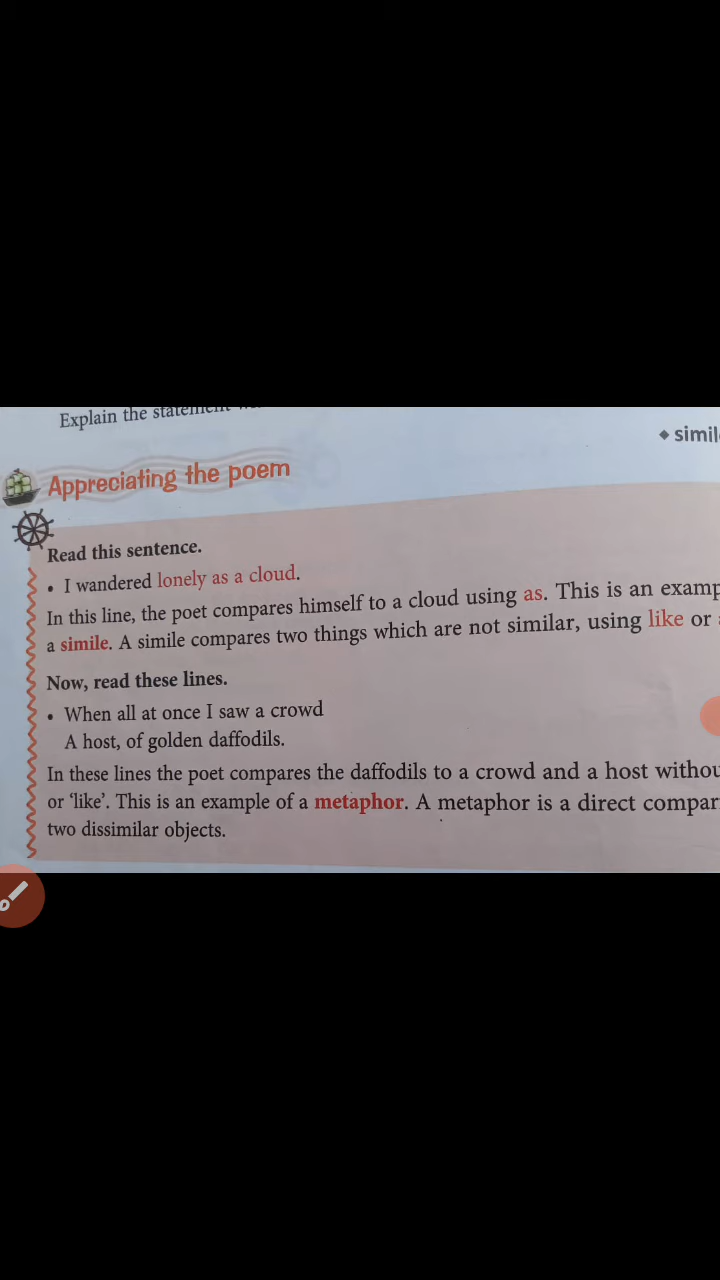 Explain the statement
◆ simil
Appreciating the poem
Read this sentence.
• I wandered lonely as a cloud.
In this line, the poet compares himself to a cloud using as. This is an examp
a simile. A simile compares two things which are not similar, using like or
Now, read these lines.
• When all at once I saw a crowd
A host, of golden daffodils.
In these lines the poet compares the daffodils to a crowd and a host withou
or ‘like’. This is an example of a metaphor. A metaphor is a direct compar
two dissimilar objects.